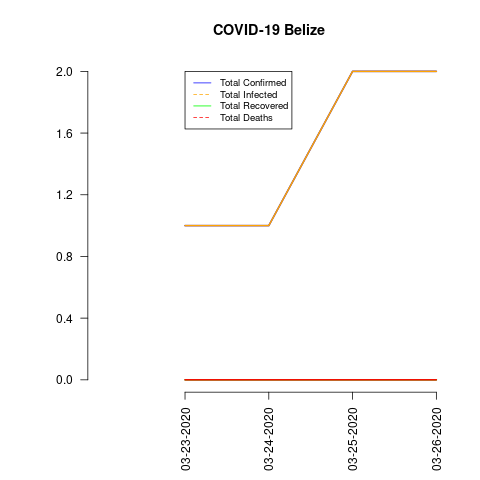 COVID-19 Belize
Total Confirmed
Total Infected
Total Recovered
Total Deaths
2.0
1.6
1.2
0.8
0.4
0.0
03-23-2020
03-24-2020
03-25-2020
03-26-2020